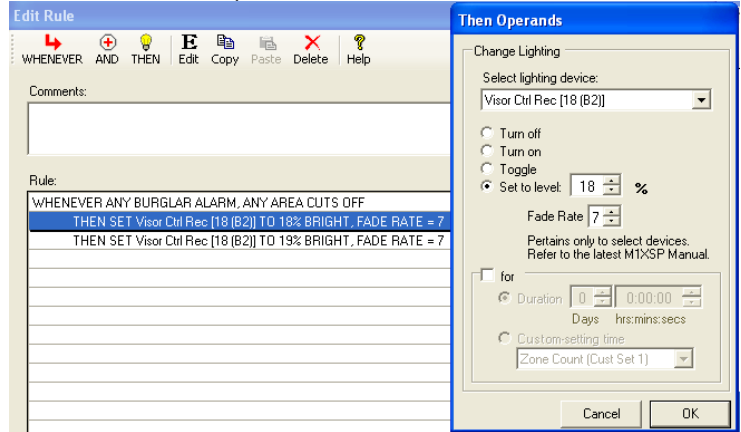 Edit Rule
WHENEVER AND THEN Edit Copy Paste Delete Help
Comments:
Rule:
WHENEVER ANY BURGLAR ALARM, ANY AREA CUTS OFF
THEN SET Visor Ctrl Rec [18 (B2)] TO 18% BRIGHT, FADE RATE = 7
THEN SET Visor Ctrl Rec [18 (B2)] TO 19% BRIGHT, FADE RATE = 7
Then Operands
Change Lighting
Select lighting device:
Visor Ctrl Rec [18 (B2)]
Turn off
Turn on
Toggle
Set to level: 18 %
Fade Rate 7
Pertains only to select devices.
Refer to the latest M1XSP Manual.
for
Duration 0 0:00:00
Days hrs:mins:secs
Custom-setting time
Zone Count (Cust Set 1)
Cancel OK